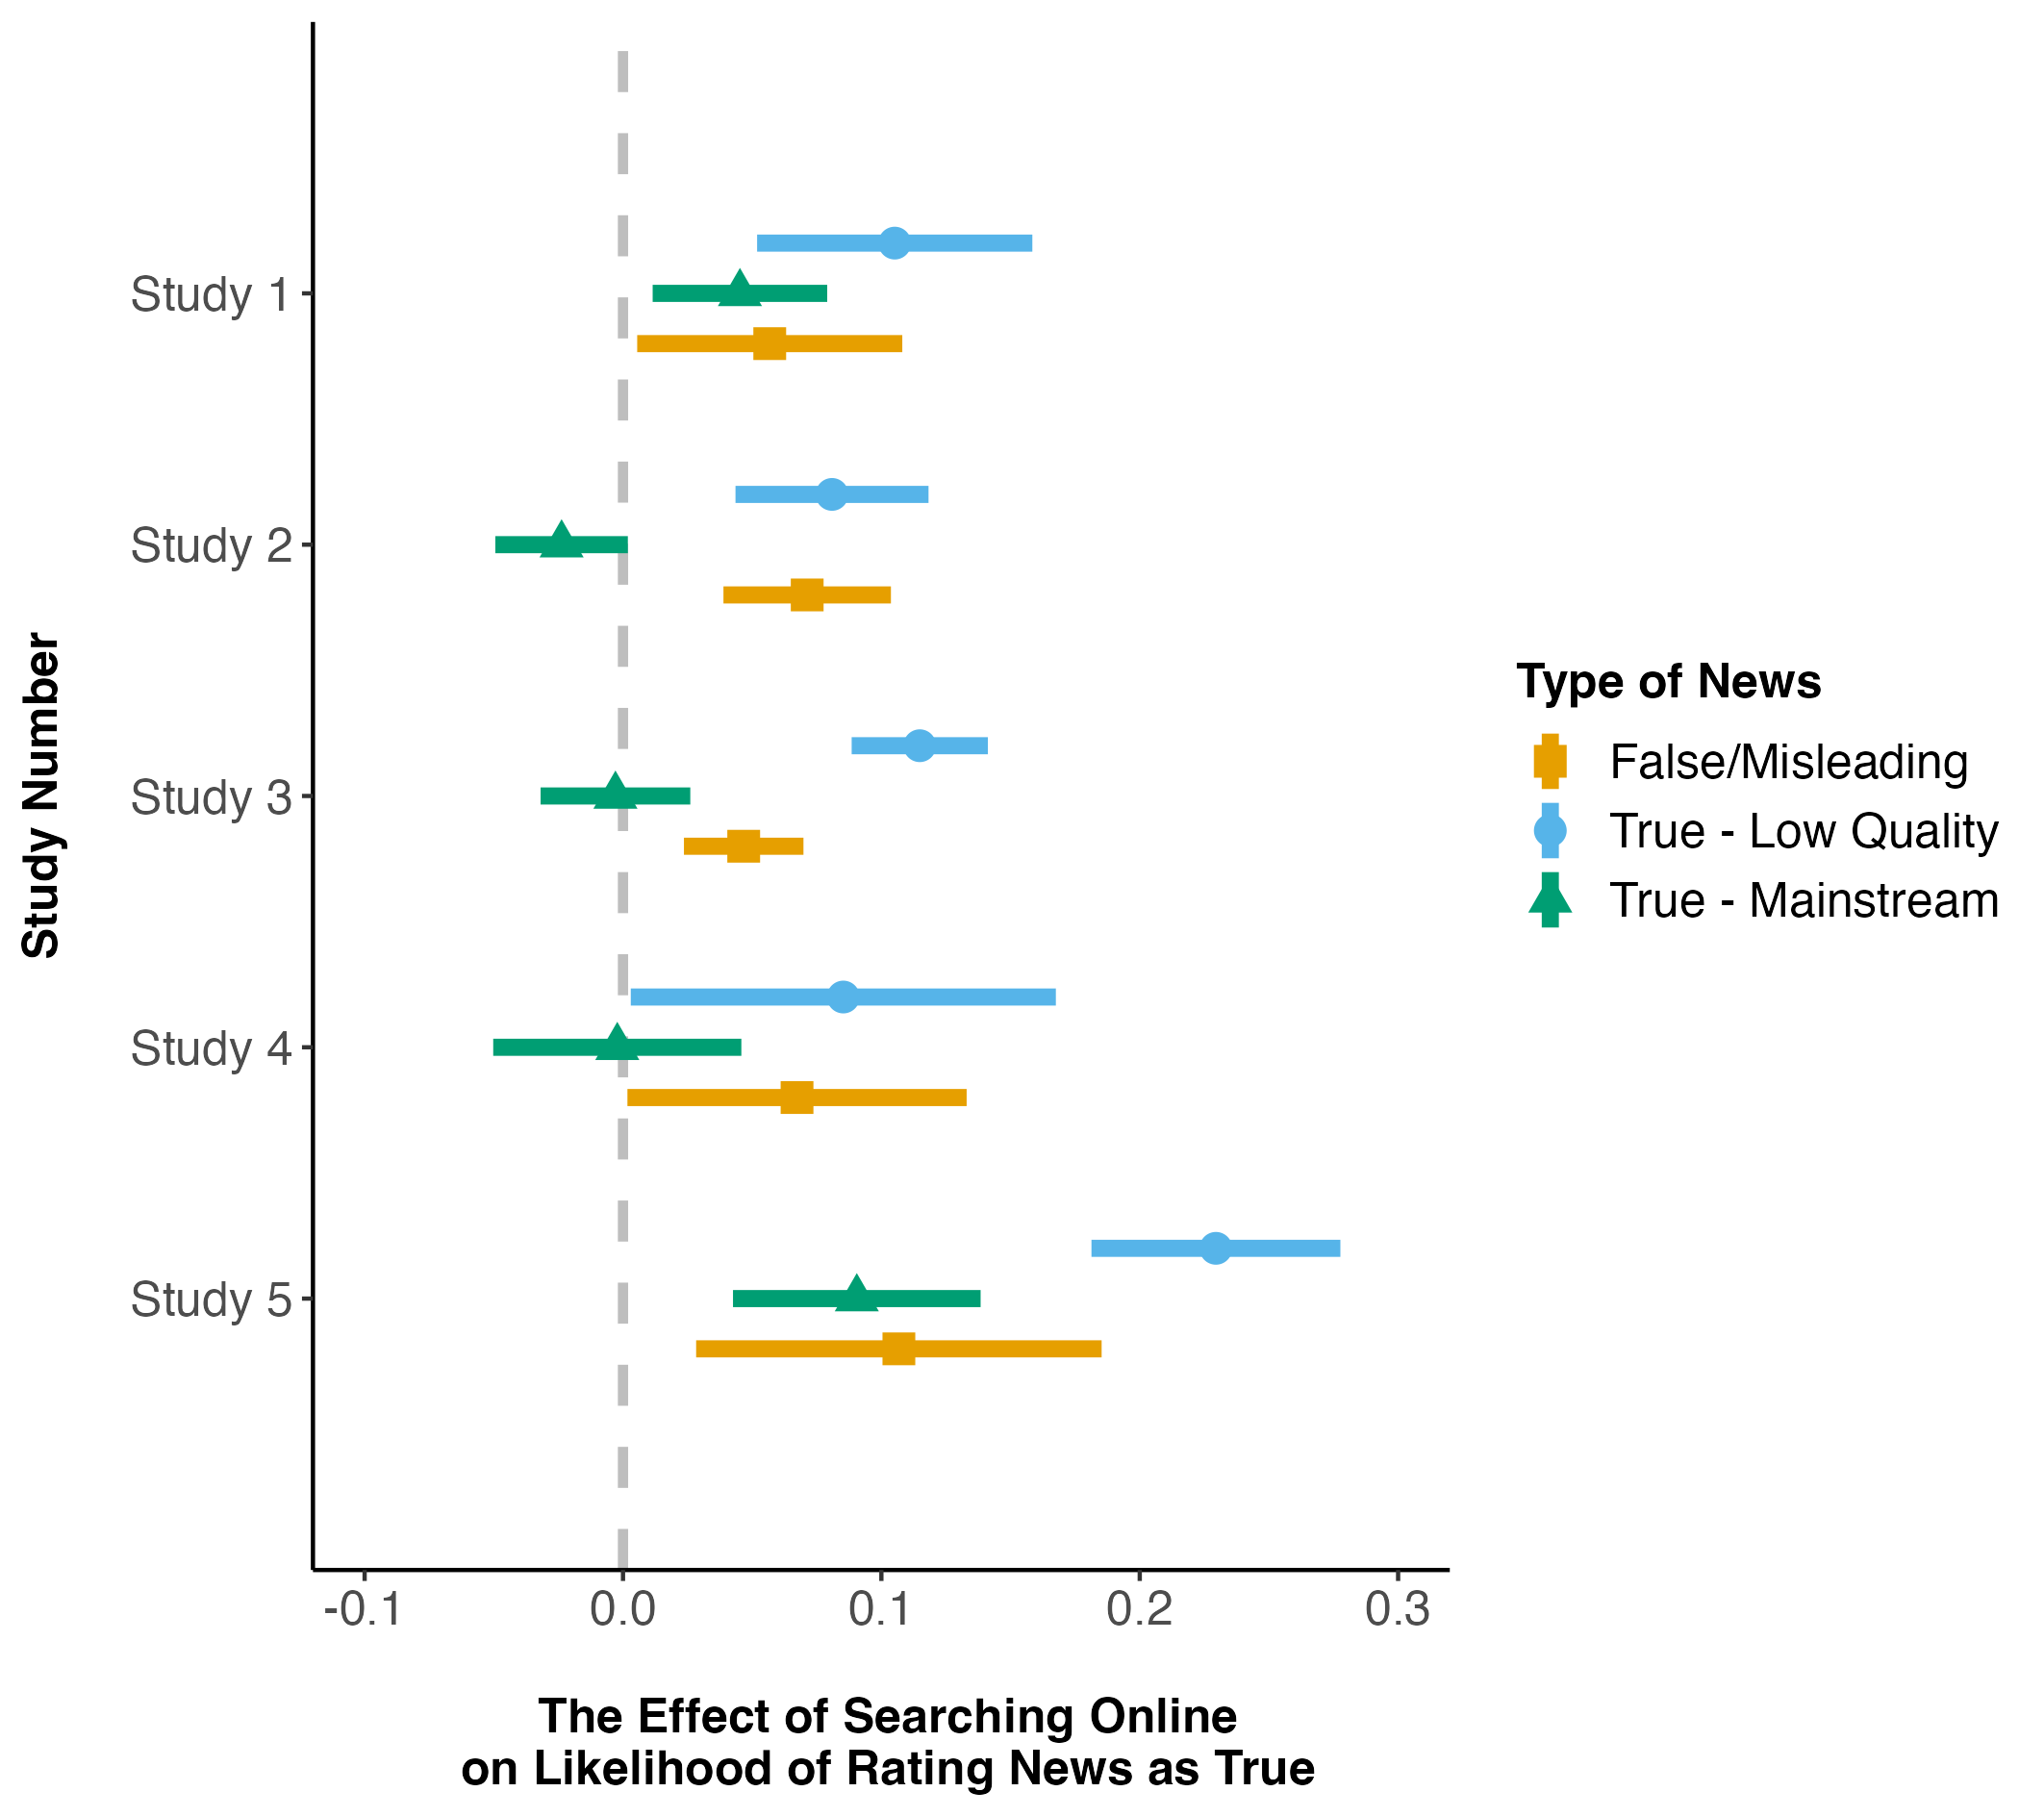 Study Number
Study 1
Study 2
Study 3
Study 4
Study 5
-0.1
0.0
0.1
0.2
0.3
The Effect of Searching Online
on Likelihood of Rating News as True
Type of News
False/Misleading
True - Low Quality
True - Mainstream